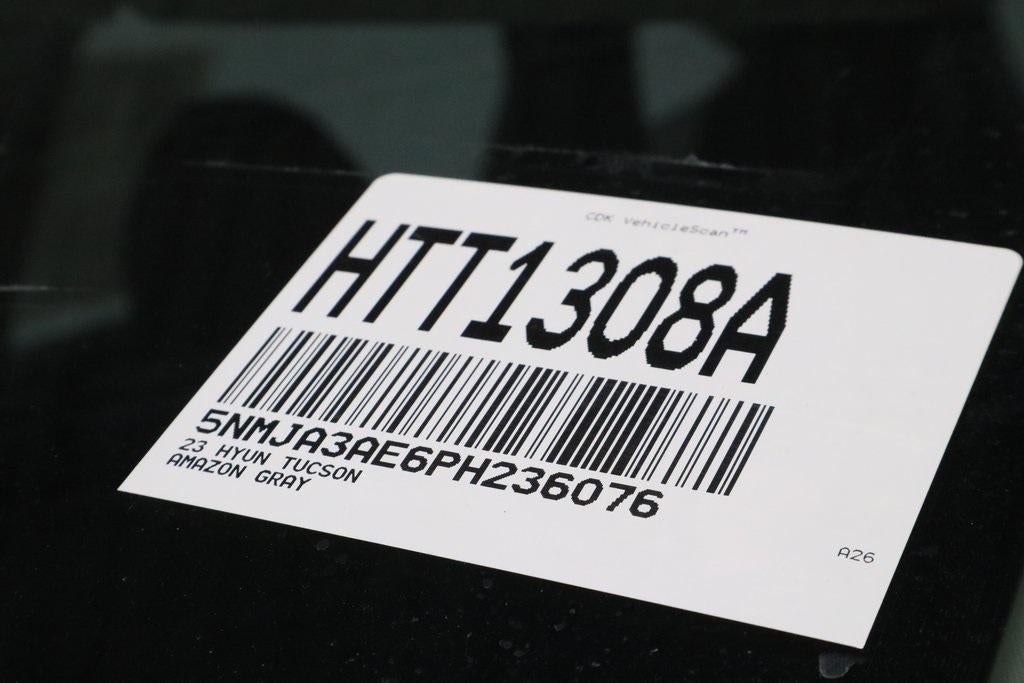 CDK VehicleScan™
HTT1308A
5NMJA3AE6PH236076
23 HYUN TUCSON
AMAZON GRAY
A26